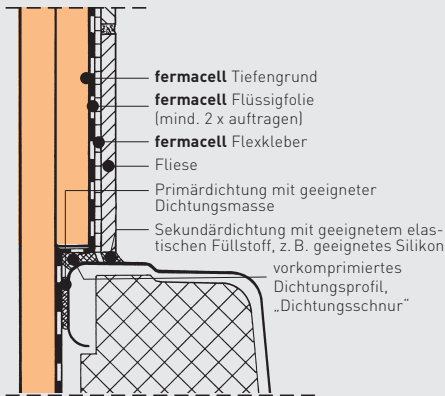 fermacell Tiefengrund
fermacell Flüssigfolie
(mind. 2 x auftragen)
fermacell Flexkleber
Fliese
Primärdichtung mit geeigneter
Dichtungsmasse
Sekundärdichtung mit geeignetem elas-
tischen Füllstoff, z. B. geeignetes Silikon
vorkomprimiertes
Dichtungsprofil,
„Dichtungsschnur“